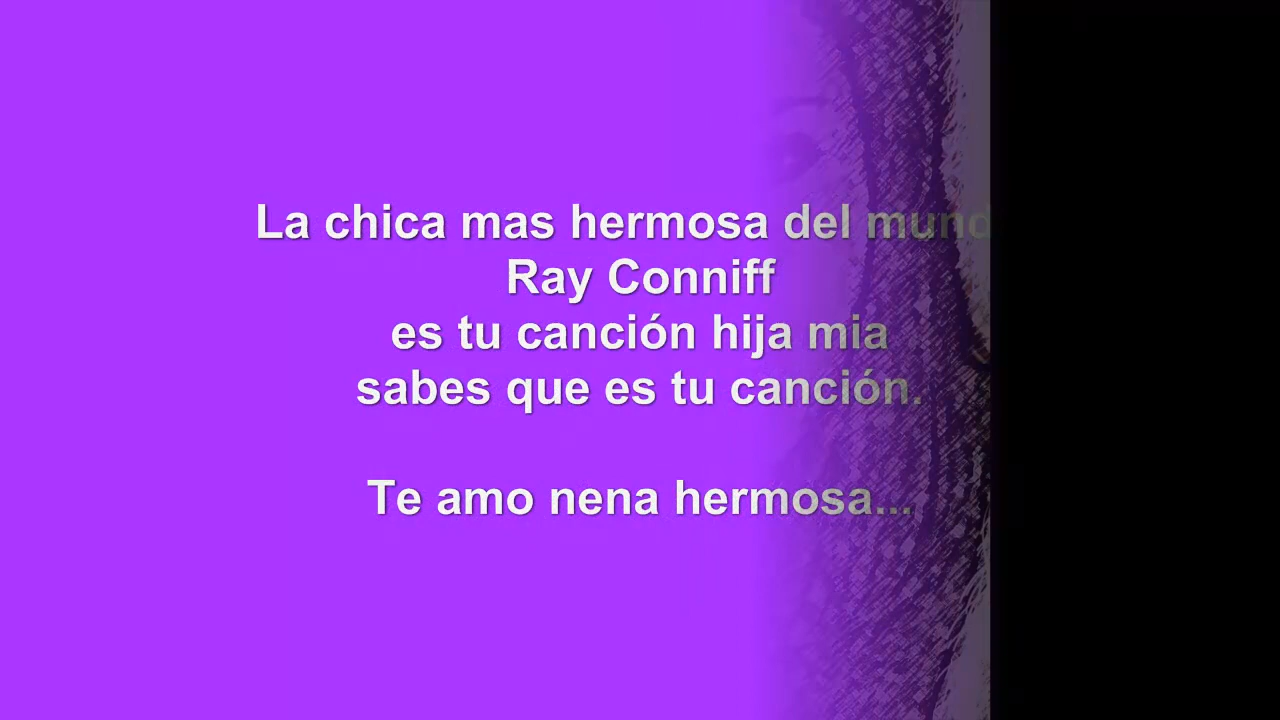 La chica mas hermosa del mund
Ray Conniff
es tu canción hija mia
sabes que es tu canción.
Te amo nena hermosa...